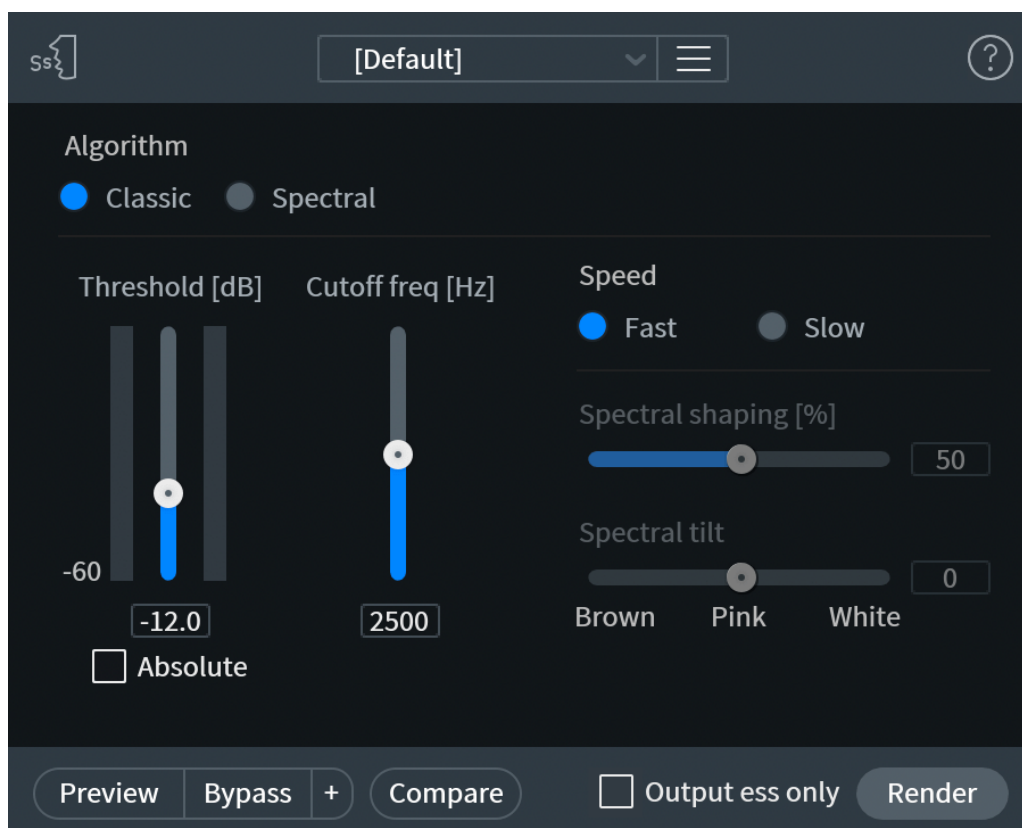 Ss
[Default]
?
Algorithm
Classic Spectral
Threshold [dB] Cutoff freq [Hz]
-60
-12.0 2500
Absolute
Speed
Fast Slow
Spectral shaping [%]
50
Spectral tilt
0
Brown Pink White
Preview Bypass + Compare Output ess only Render